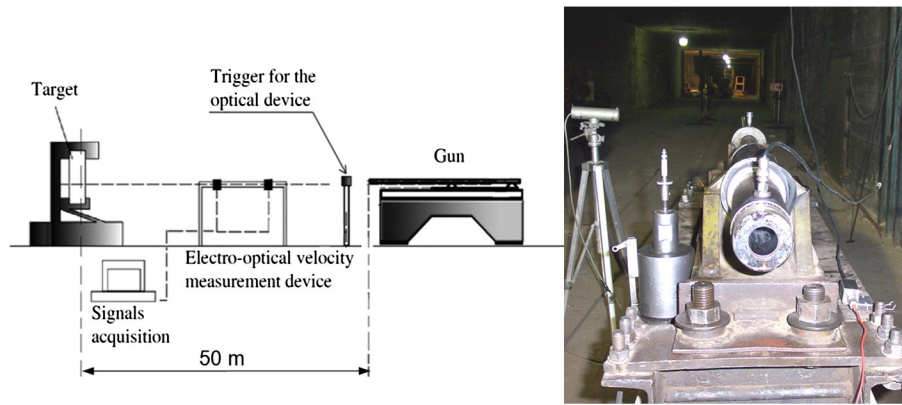 Target
Trigger for the
optical device
Gun
Electro-optical velocity
measurement device
Signals
acquisition
50 m